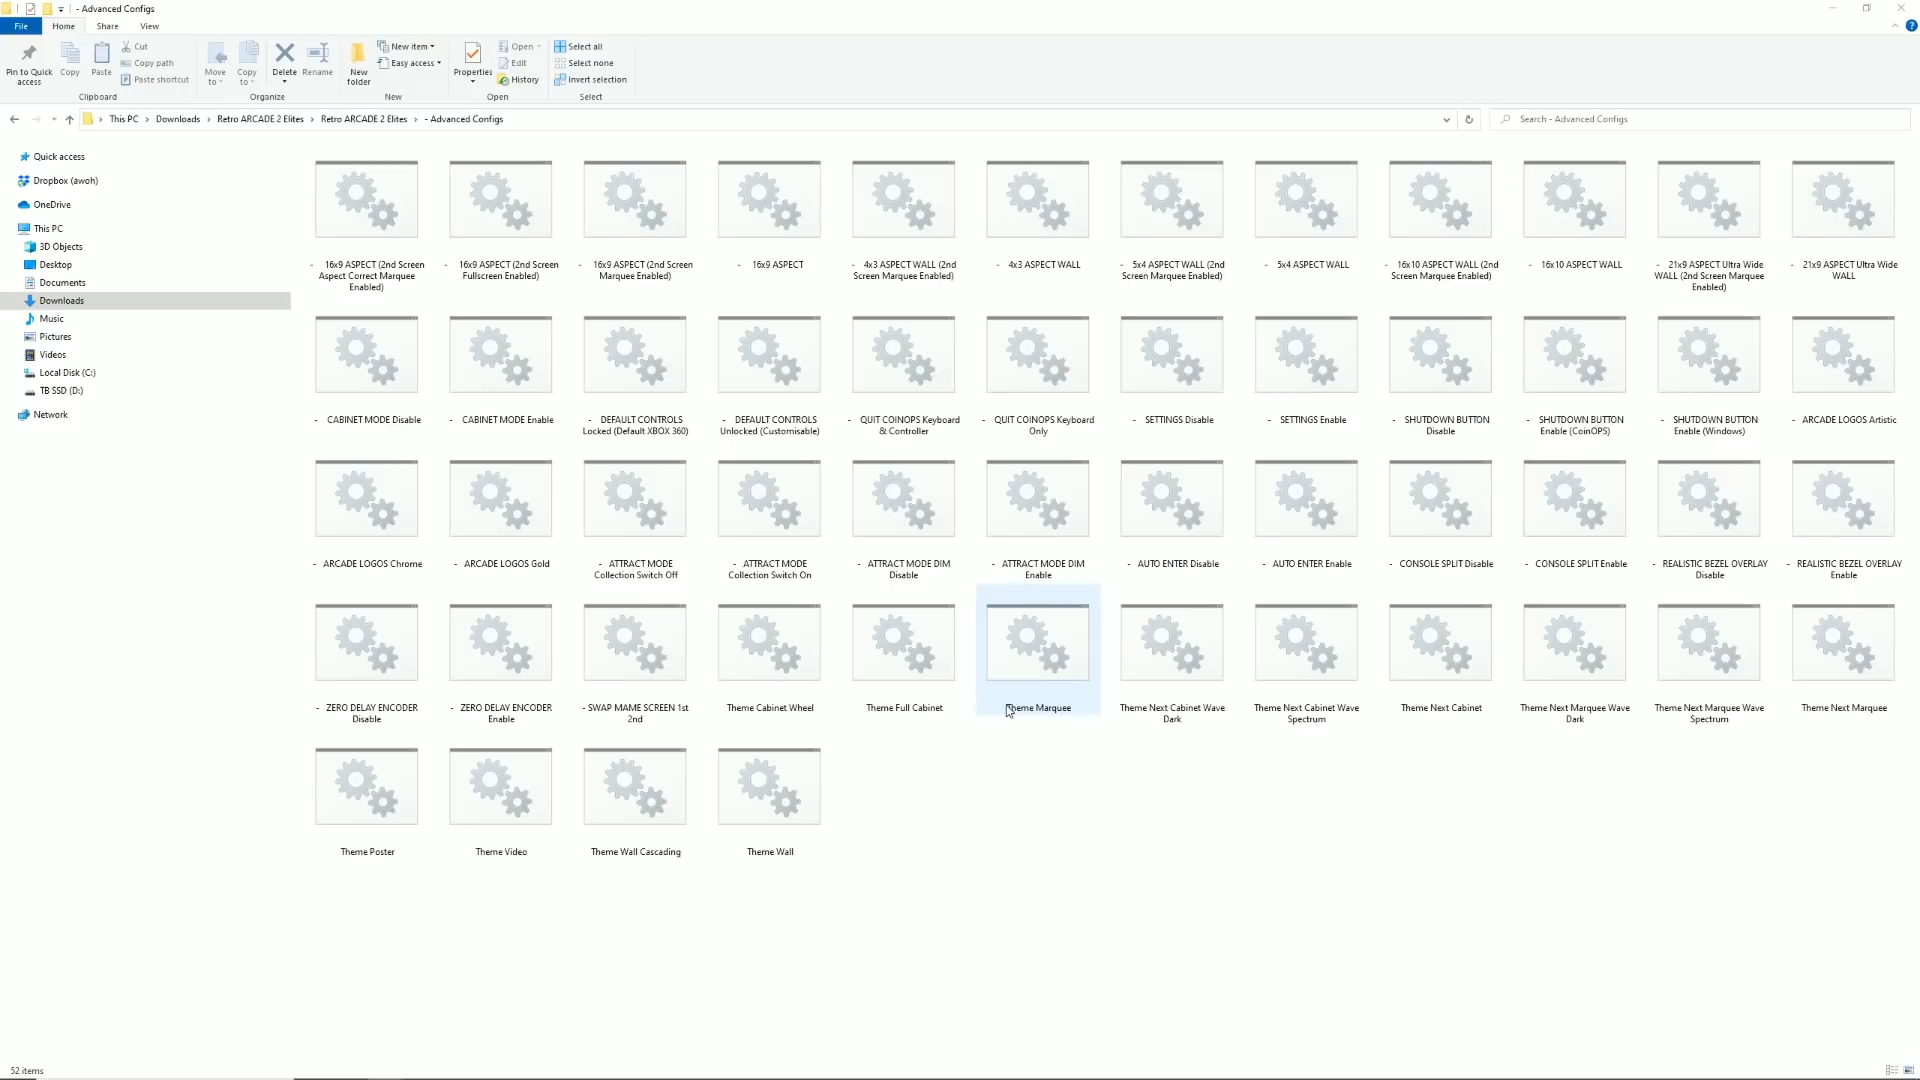 - Advanced Configs
File Home Share View
Pin to Quick access
Copy
Paste
Cut
Copy path
Paste shortcut
Clipboard
Move to
Copy to
Delete
Rename
Organize
New folder
New item
Easy access
New
Properties
Open
Edit
History
Open
Select all
Select none
Invert selection
Select
This PC > Downloads > Retro ARCADE 2 Elites > Retro ARCADE 2 Elites > - Advanced Configs
Search - Advanced Configs
Quick access
Dropbox (awoh)
OneDrive
This PC
3D Objects
Desktop
Documents
Downloads
Music
Pictures
Videos
Local Disk (C:)
TB SSD (D:)
Network
- 16x9 ASPECT (2nd Screen
Aspect Correct Marquee
Enabled)
- 16x9 ASPECT (2nd Screen
Fullscreen Enabled)
- 16x9 ASPECT (2nd Screen
Marquee Enabled)
- 16x9 ASPECT
- 4x3 ASPECT WALL (2nd
Screen Marquee Enabled)
- 4x3 ASPECT WALL
- 5x4 ASPECT WALL (2nd
Screen Marquee Enabled)
- 5x4 ASPECT WALL
- 16x10 ASPECT WALL (2nd
Screen Marquee Enabled)
- 16x10 ASPECT WALL
- 21x9 ASPECT Ultra Wide
WALL (2nd Screen Marquee
Enabled)
- 21x9 ASPECT Ultra Wide
WALL
- CABINET MODE Disable
- CABINET MODE Enable
- DEFAULT CONTROLS
Locked (Default XBOX 360)
- DEFAULT CONTROLS
Unlocked (Customisable)
- QUIT COINOPS Keyboard
& Controller
- QUIT COINOPS Keyboard
Only
- SETTINGS Disable
- SETTINGS Enable
- SHUTDOWN BUTTON
Disable
- SHUTDOWN BUTTON
Enable (CoinOPS)
- SHUTDOWN BUTTON
Enable (Windows)
- ARCADE LOGOS Artistic
- ARCADE LOGOS Chrome
- ARCADE LOGOS Gold
- ATTRACT MODE
Collection Switch Off
- ATTRACT MODE
Collection Switch On
- ATTRACT MODE DIM
Disable
- ATTRACT MODE DIM
Enable
- AUTO ENTER Disable
- AUTO ENTER Enable
- CONSOLE SPLIT Disable
- CONSOLE SPLIT Enable
- REALISTIC BEZEL OVERLAY
Disable
- REALISTIC BEZEL OVERLAY
Enable
- ZERO DELAY ENCODER
Disable
- ZERO DELAY ENCODER
Enable
- SWAP MAME SCREEN 1st
2nd
Theme Cabinet Wheel
Theme Full Cabinet
Theme Marquee
Theme Next Cabinet Wave
Dark
Theme Next Cabinet Wave
Spectrum
Theme Next Cabinet
Theme Next Marquee Wave
Dark
Theme Next Marquee Wave
Spectrum
Theme Next Marquee
Theme Poster
Theme Video
Theme Wall Cascading
Theme Wall
52 items